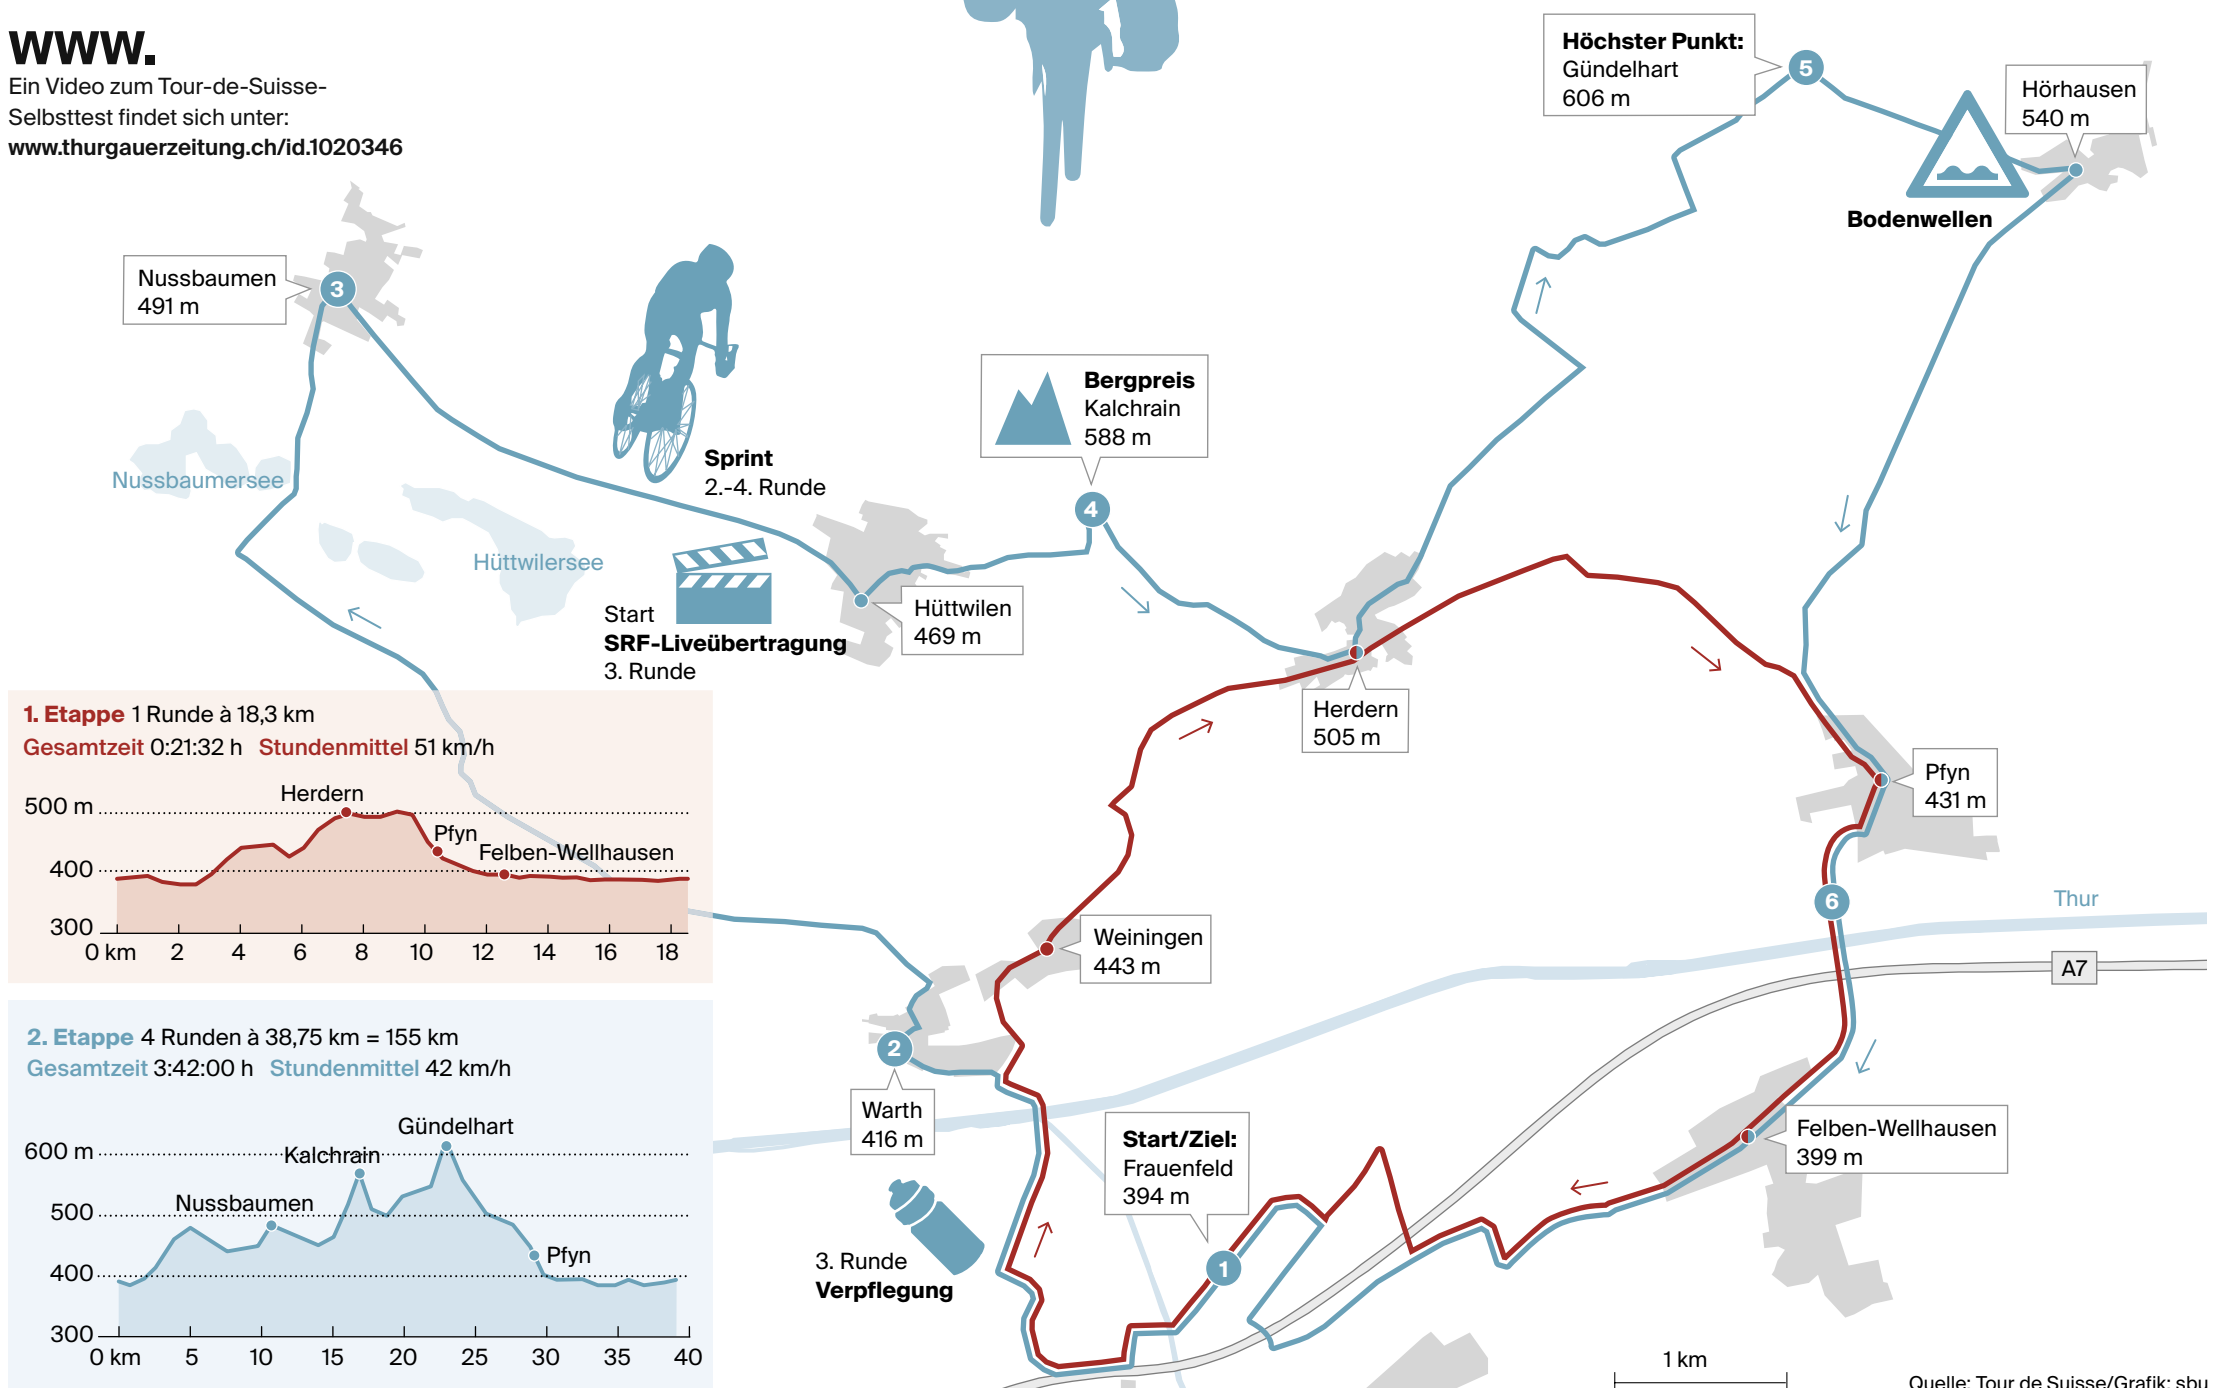 www.
Ein Video zum Tour-de-Suisse-
Selbsttest findet sich unter:
www.thurgauerzeitung.ch/id.1020346
Höchster Punkt:
Gündelhart
606 m
5
Hörhausen
540 m
Bodenwellen
Nussbaumen
491 m
3
Nussbaumersee
Hüttwilersee
Sprint
2.-4. Runde
Bergpreis
Kalchrain
588 m
4
Start
SRF-Liveübertragung
3. Runde
Hüttwilen
469 m
Herdern
505 m
Pfyn
431 m
6
Thur
A7
Weiningen
443 m
2
Warth
416 m
Start/Ziel:
Frauenfeld
394 m
1
Felben-Wellhausen
399 m
3. Runde
Verpflegung
1. Etappe 1 Runde à 18,3 km
Gesamtzeit 0:21:32 h Stundenmittel 51 km/h
Herdern
500 m
Pfyn
Felben-Wellhausen
400
300
0 km 2 4 6 8 10 12 14 16 18
2. Etappe 4 Runden à 38,75 km = 155 km
Gesamtzeit 3:42:00 h Stundenmittel 42 km/h
Gündelhart
600 m
Kalchrain
Nussbaumen
500
Pfyn
400
300
0 km 5 10 15 20 25 30 35 40
1 km
Quelle: Tour de Suisse/Grafik: sbu